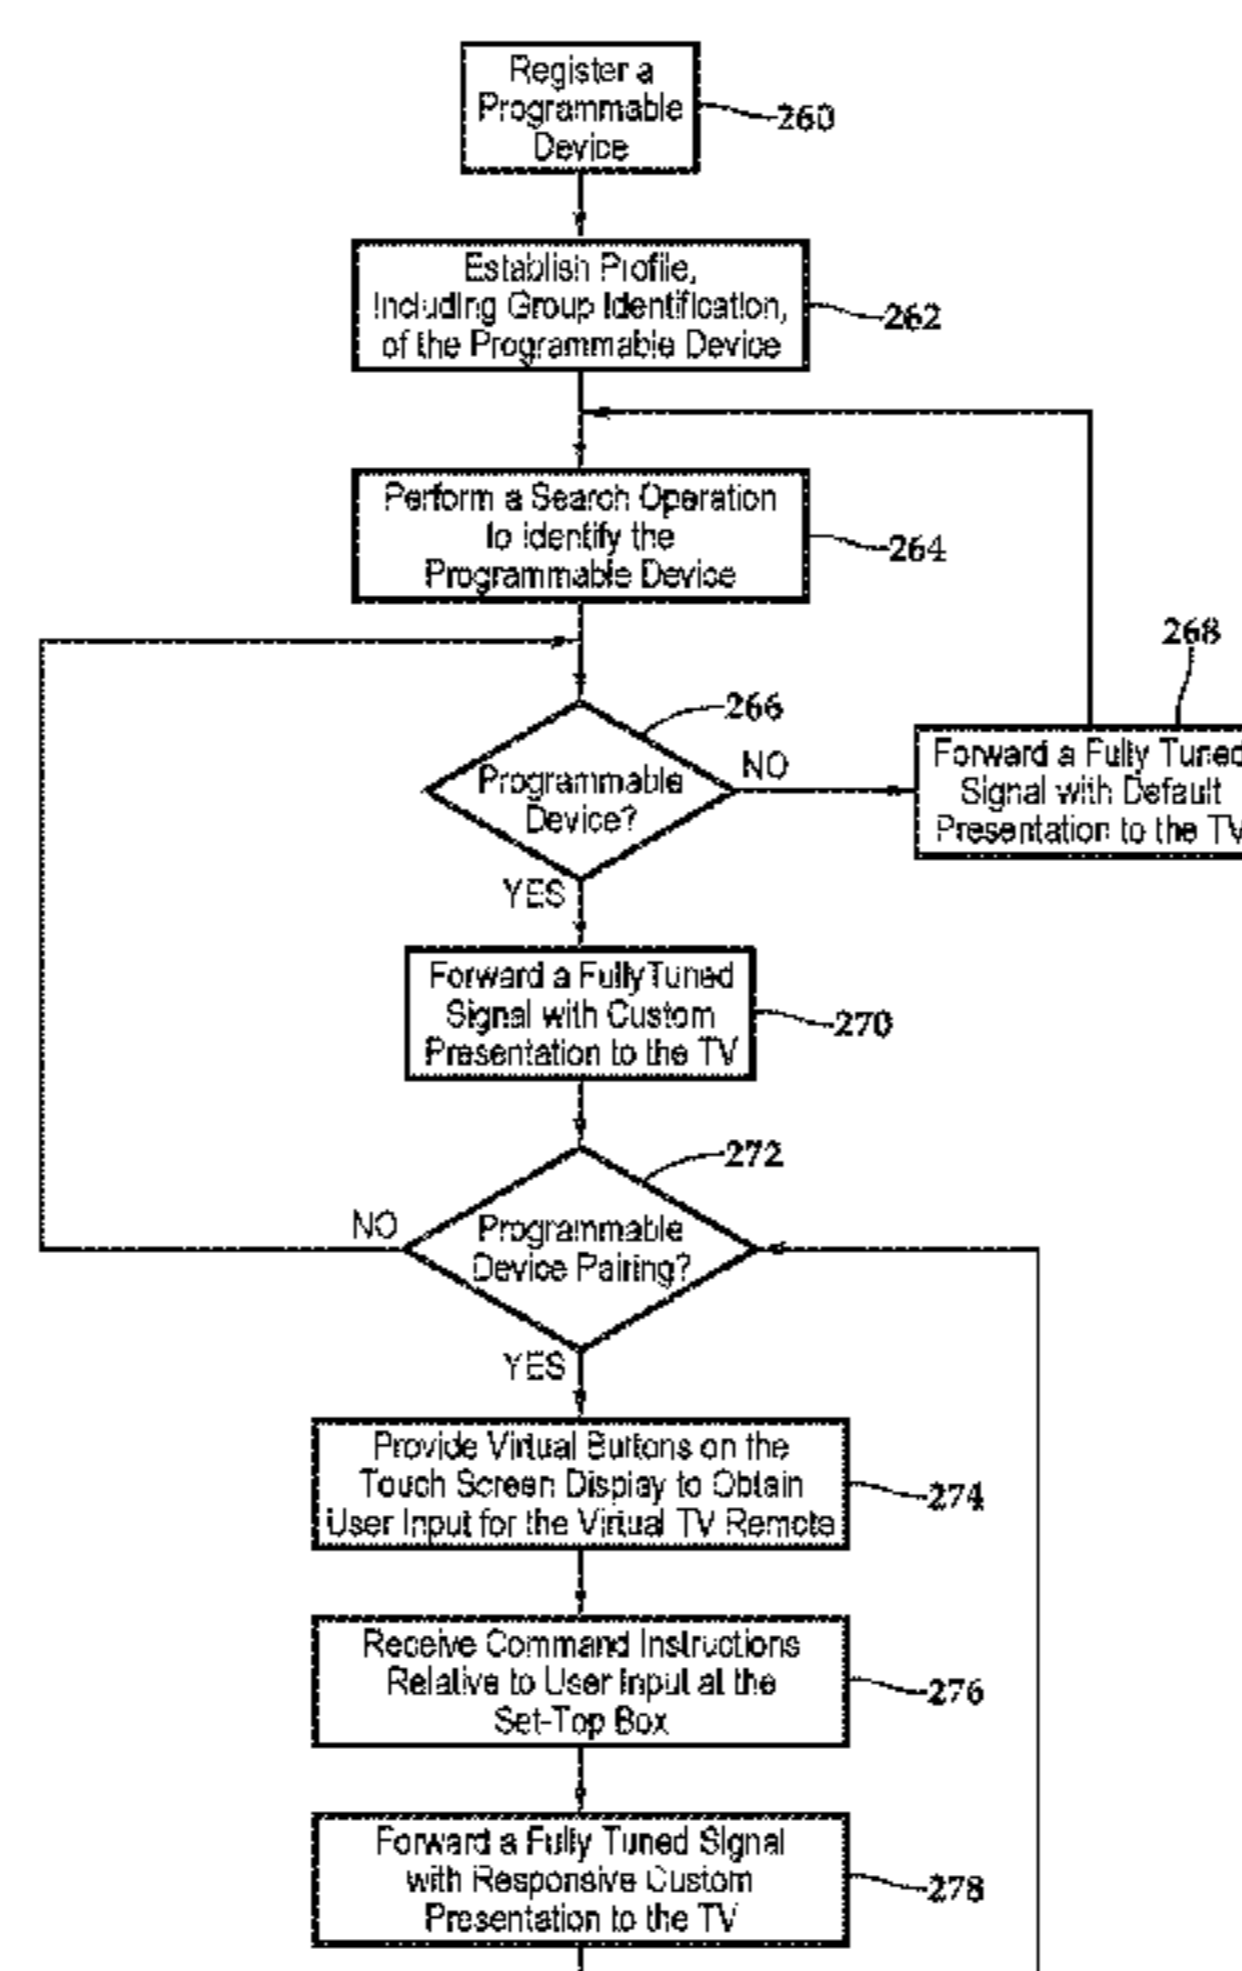 Register a
Programmable
Device
260
Establish Profile,
Including Group Identification,
of the Programmable Device
262
Perform a Search Operation
to Identify the
Programmable Device
264
266
Programmable
Device?
NO
YES
268
Forward a Fully Tuned
Signal with Default
Presentation to the TV
Forward a FullyTuned
Signal with Custom
Presentation to the TV
270
272
Programmable
Device Pairing?
NO
YES
Provide Virtual Buttons on the
Touch Screen Display to Obtain
User Input for the Virtual TV Remote
274
Receive Command Instructions
Relative to User Input at the
Set-Top Box
276
Forward a Fully Tuned Signal
with Responsive Custom
Presentation to the TV
278